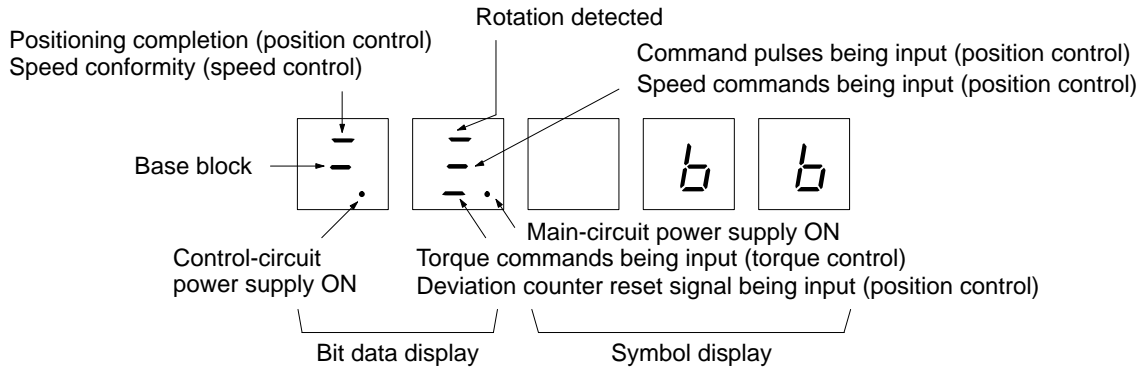 Rotation detected
Positioning completion (position control)
Speed conformity (speed control)
Command pulses being input (position control)
Speed commands being input (position control)
Base block
b b
Main-circuit power supply ON
Control-circuit
power supply ON
Torque commands being input (torque control)
Deviation counter reset signal being input (position control)
Bit data display
Symbol display